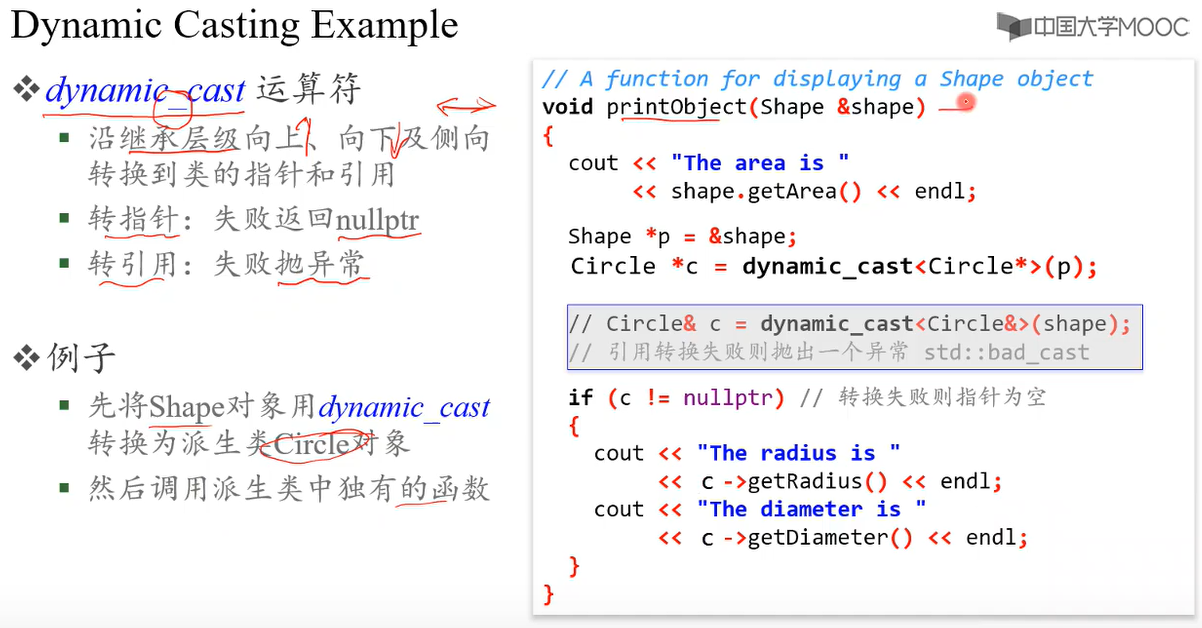 Dynamic Casting Example
中国大学MOOC
❖dynamic_cast 运算符
▪ 沿继承层级向上、向下及侧向
转换到类的指针和引用
▪ 转指针：失败返回nullptr
▪ 转引用：失败抛异常
❖例子
▪ 先将Shape对象用dynamic_cast
转换为派生类Circle对象
▪ 然后调用派生类中独有的函数
// A function for displaying a Shape object
void printObject(Shape &shape)
{
cout << "The area is "
<< shape.getArea() << endl;
Shape *p = &shape;
Circle *c = dynamic_cast<Circle*>(p);
// Circle& c = dynamic_cast<Circle&>(shape);
// 引用转换失败则抛出一个异常 std::bad_cast
if (c != nullptr) // 转换失败则指针为空
{
cout << "The radius is "
<< c ->getRadius() << endl;
cout << "The diameter is "
<< c ->getDiameter() << endl;
}
}